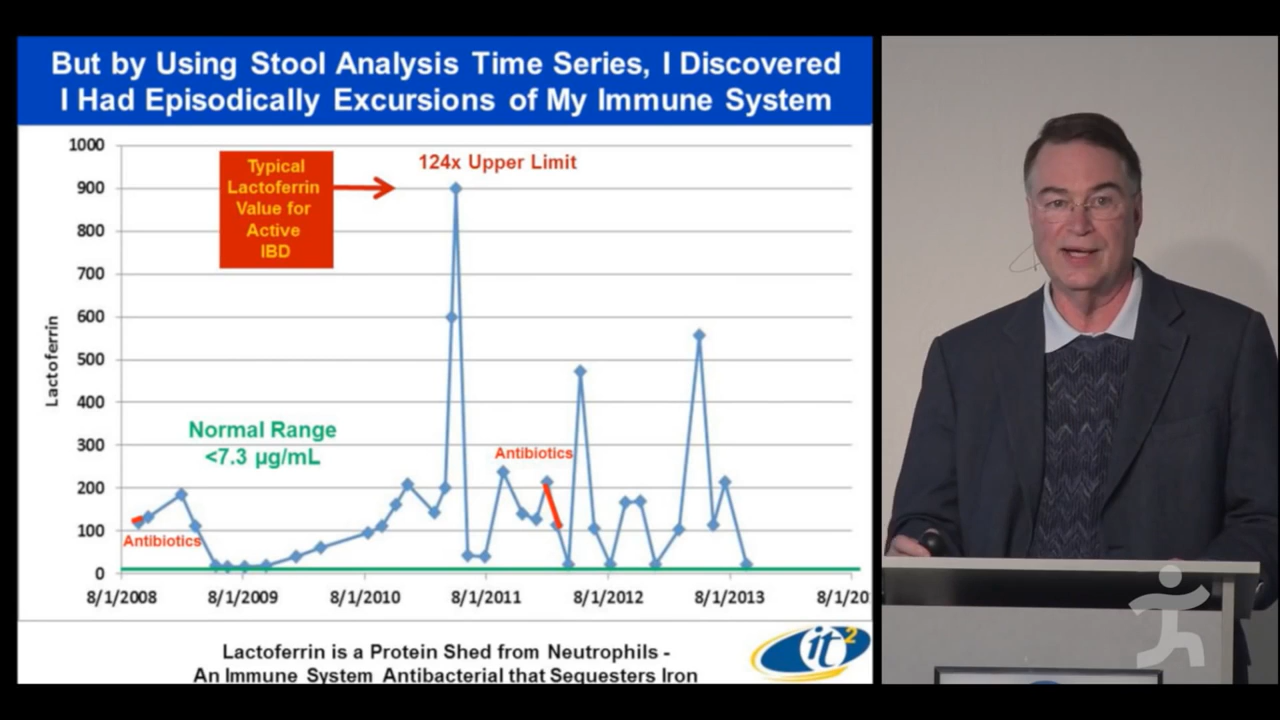 But by Using Stool Analysis Time Series, I Discovered
I Had Episodically Excursions of My Immune System
1000
900
800
700
600
500
400
300
200
100
0
Lactoferrin
Typical
Lactoferrin
Value for
Active
IBD
124x Upper Limit
Normal Range
<7.3 µg/mL
Antibiotics
Antibiotics
8/1/2008
8/1/2009
8/1/2010
8/1/2011
8/1/2012
8/1/2013
8/1/20
Lactoferrin is a Protein Shed from Neutrophils -
An Immune System Antibacterial that Sequesters Iron
it2